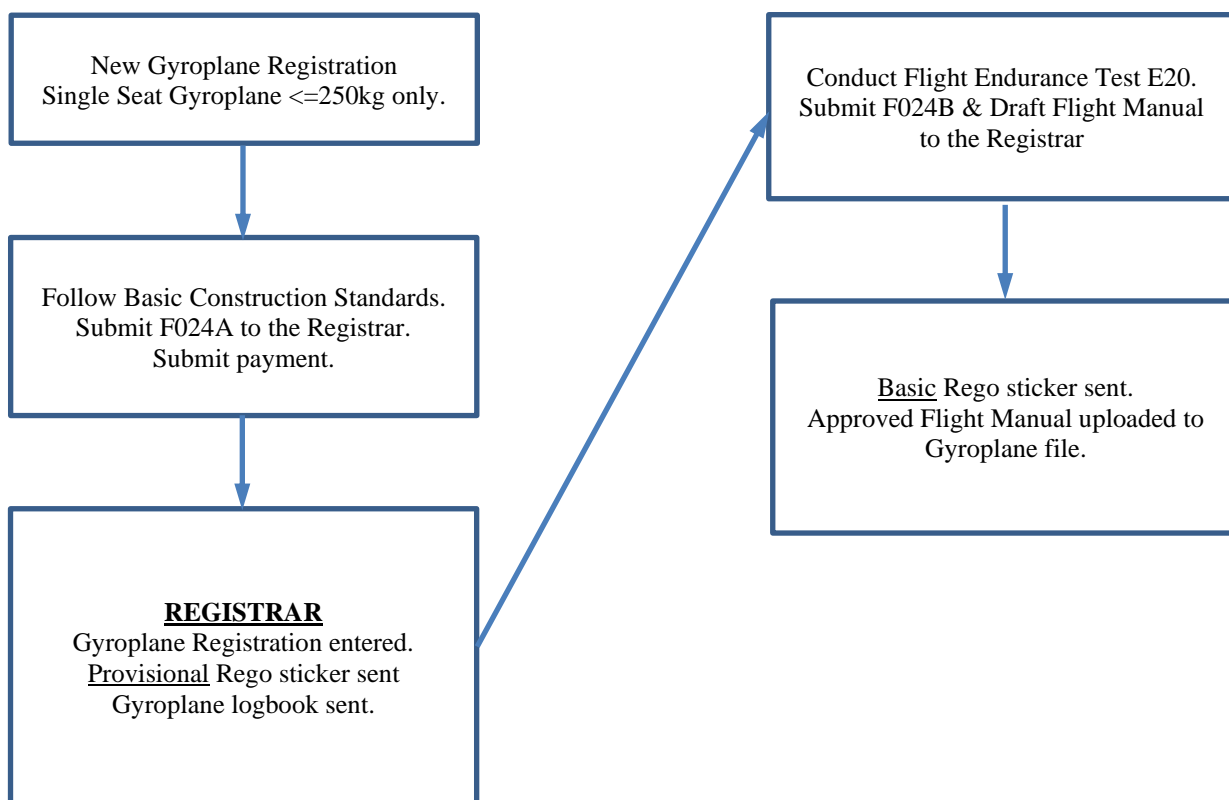 New Gyroplane Registration
Single Seat Gyroplane <=250kg only.
Follow Basic Construction Standards.
Submit F024A to the Registrar.
Submit payment.
REGISTRAR
Gyroplane Registration entered.
Provisional Rego sticker sent
Gyroplane logbook sent.
Conduct Flight Endurance Test E20.
Submit F024B & Draft Flight Manual
to the Registrar
Basic Rego sticker sent.
Approved Flight Manual uploaded to
Gyroplane file.